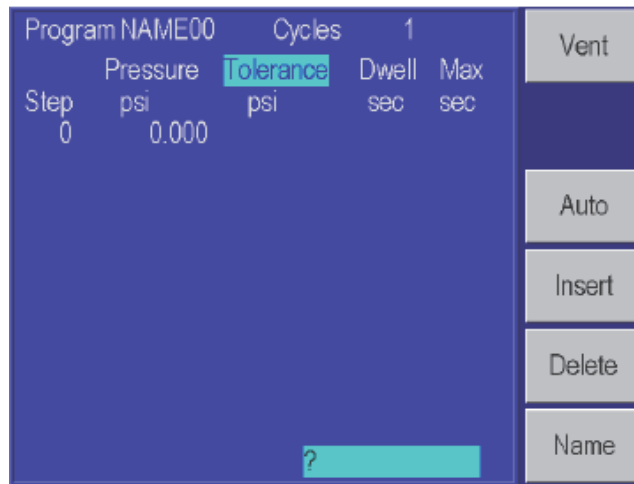 Program NAME00 Cycles 1
Pressure Tolerance Dwell Max
Step psi psi sec sec
0 0.000
?
Vent
Auto
Insert
Delete
Name